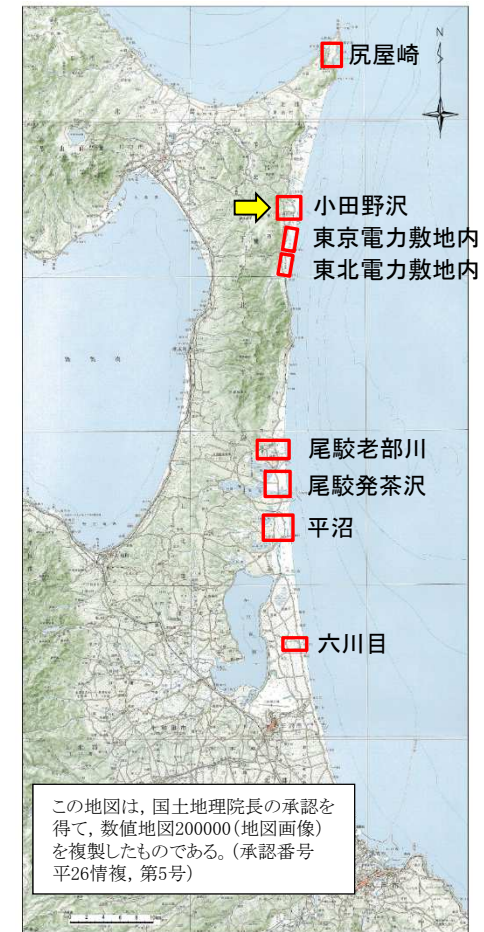 N
尻屋崎
小田野沢
東京電力敷地内
東北電力敷地内
尾駮老部川
尾駮発茶沢
平沼
六川目
この地図は，国土地理院長の承認を
得て，数値地図200000（地図画像）
を複製したものである。（承認番号
平26情複，第5号）